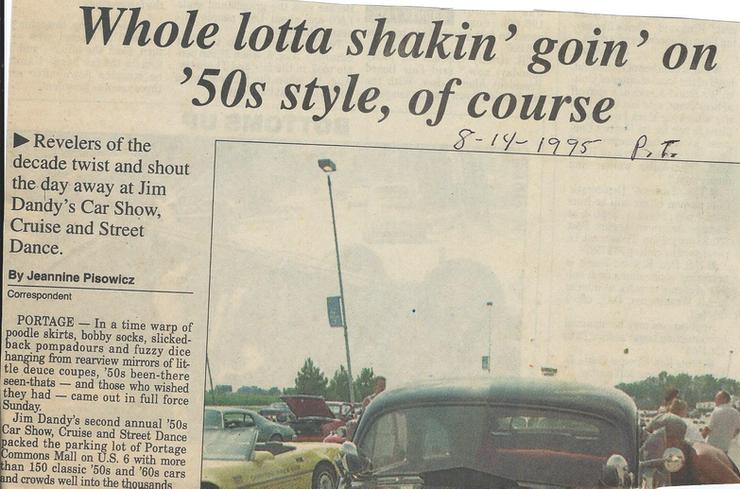 Whole lotta shakin' goin' on
'50s style, of course
8-14-1995 P.T.
▶ Revelers of the
decade twist and shout
the day away at Jim
Dandy's Car Show,
Cruise and Street
Dance.
By Jeannine Pisowicz
Correspondent
PORTAGE — In a time warp of
poodle skirts, bobby socks, slicked-
back pompadours and fuzzy dice
hanging from rearview mirrors of lit-
tle deuce coupes, '50s been-there
seen-thats — and those who wished
they had — came out in full force
Sunday.
Jim Dandy's second annual '50s
Car Show, Cruise and Street Dance
packed the parking lot of Portage
Commons Mall on U.S. 6 with more
than 150 classic '50s and '60s cars
and crowds well into the thousands